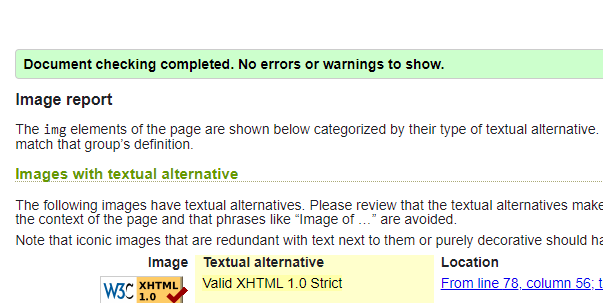 Document checking completed. No errors or warnings to show.
Image report
The img elements of the page are shown below categorized by their type of textual alternative.
match that group’s definition.
Images with textual alternative
The following images have textual alternatives. Please review that the textual alternatives make
the context of the page and that phrases like “Image of …” are avoided.
Note that iconic images that are redundant with text next to them or purely decorative should ha
Image Textual alternative Location
W3C XHTML 1.0 Valid XHTML 1.0 Strict From line 78, column 56; t